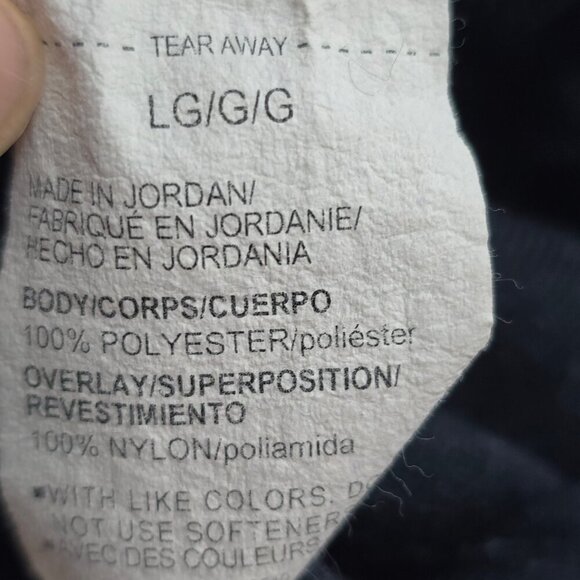 TEAR AWAY
LG/G/G
MADE IN JORDAN/
FABRIQUÉ EN JORDANIE/
HECHO EN JORDANIA
BODY/CORPS/CUERPO
100% POLYESTER/poliéster
OVERLAY/SUPERPOSITION/
REVESTIMIENTO
100% NYLON/poliamida
▪WITH LIKE COLORS.
NOT USE SOFTENER
▪AVEC DES COULEURS